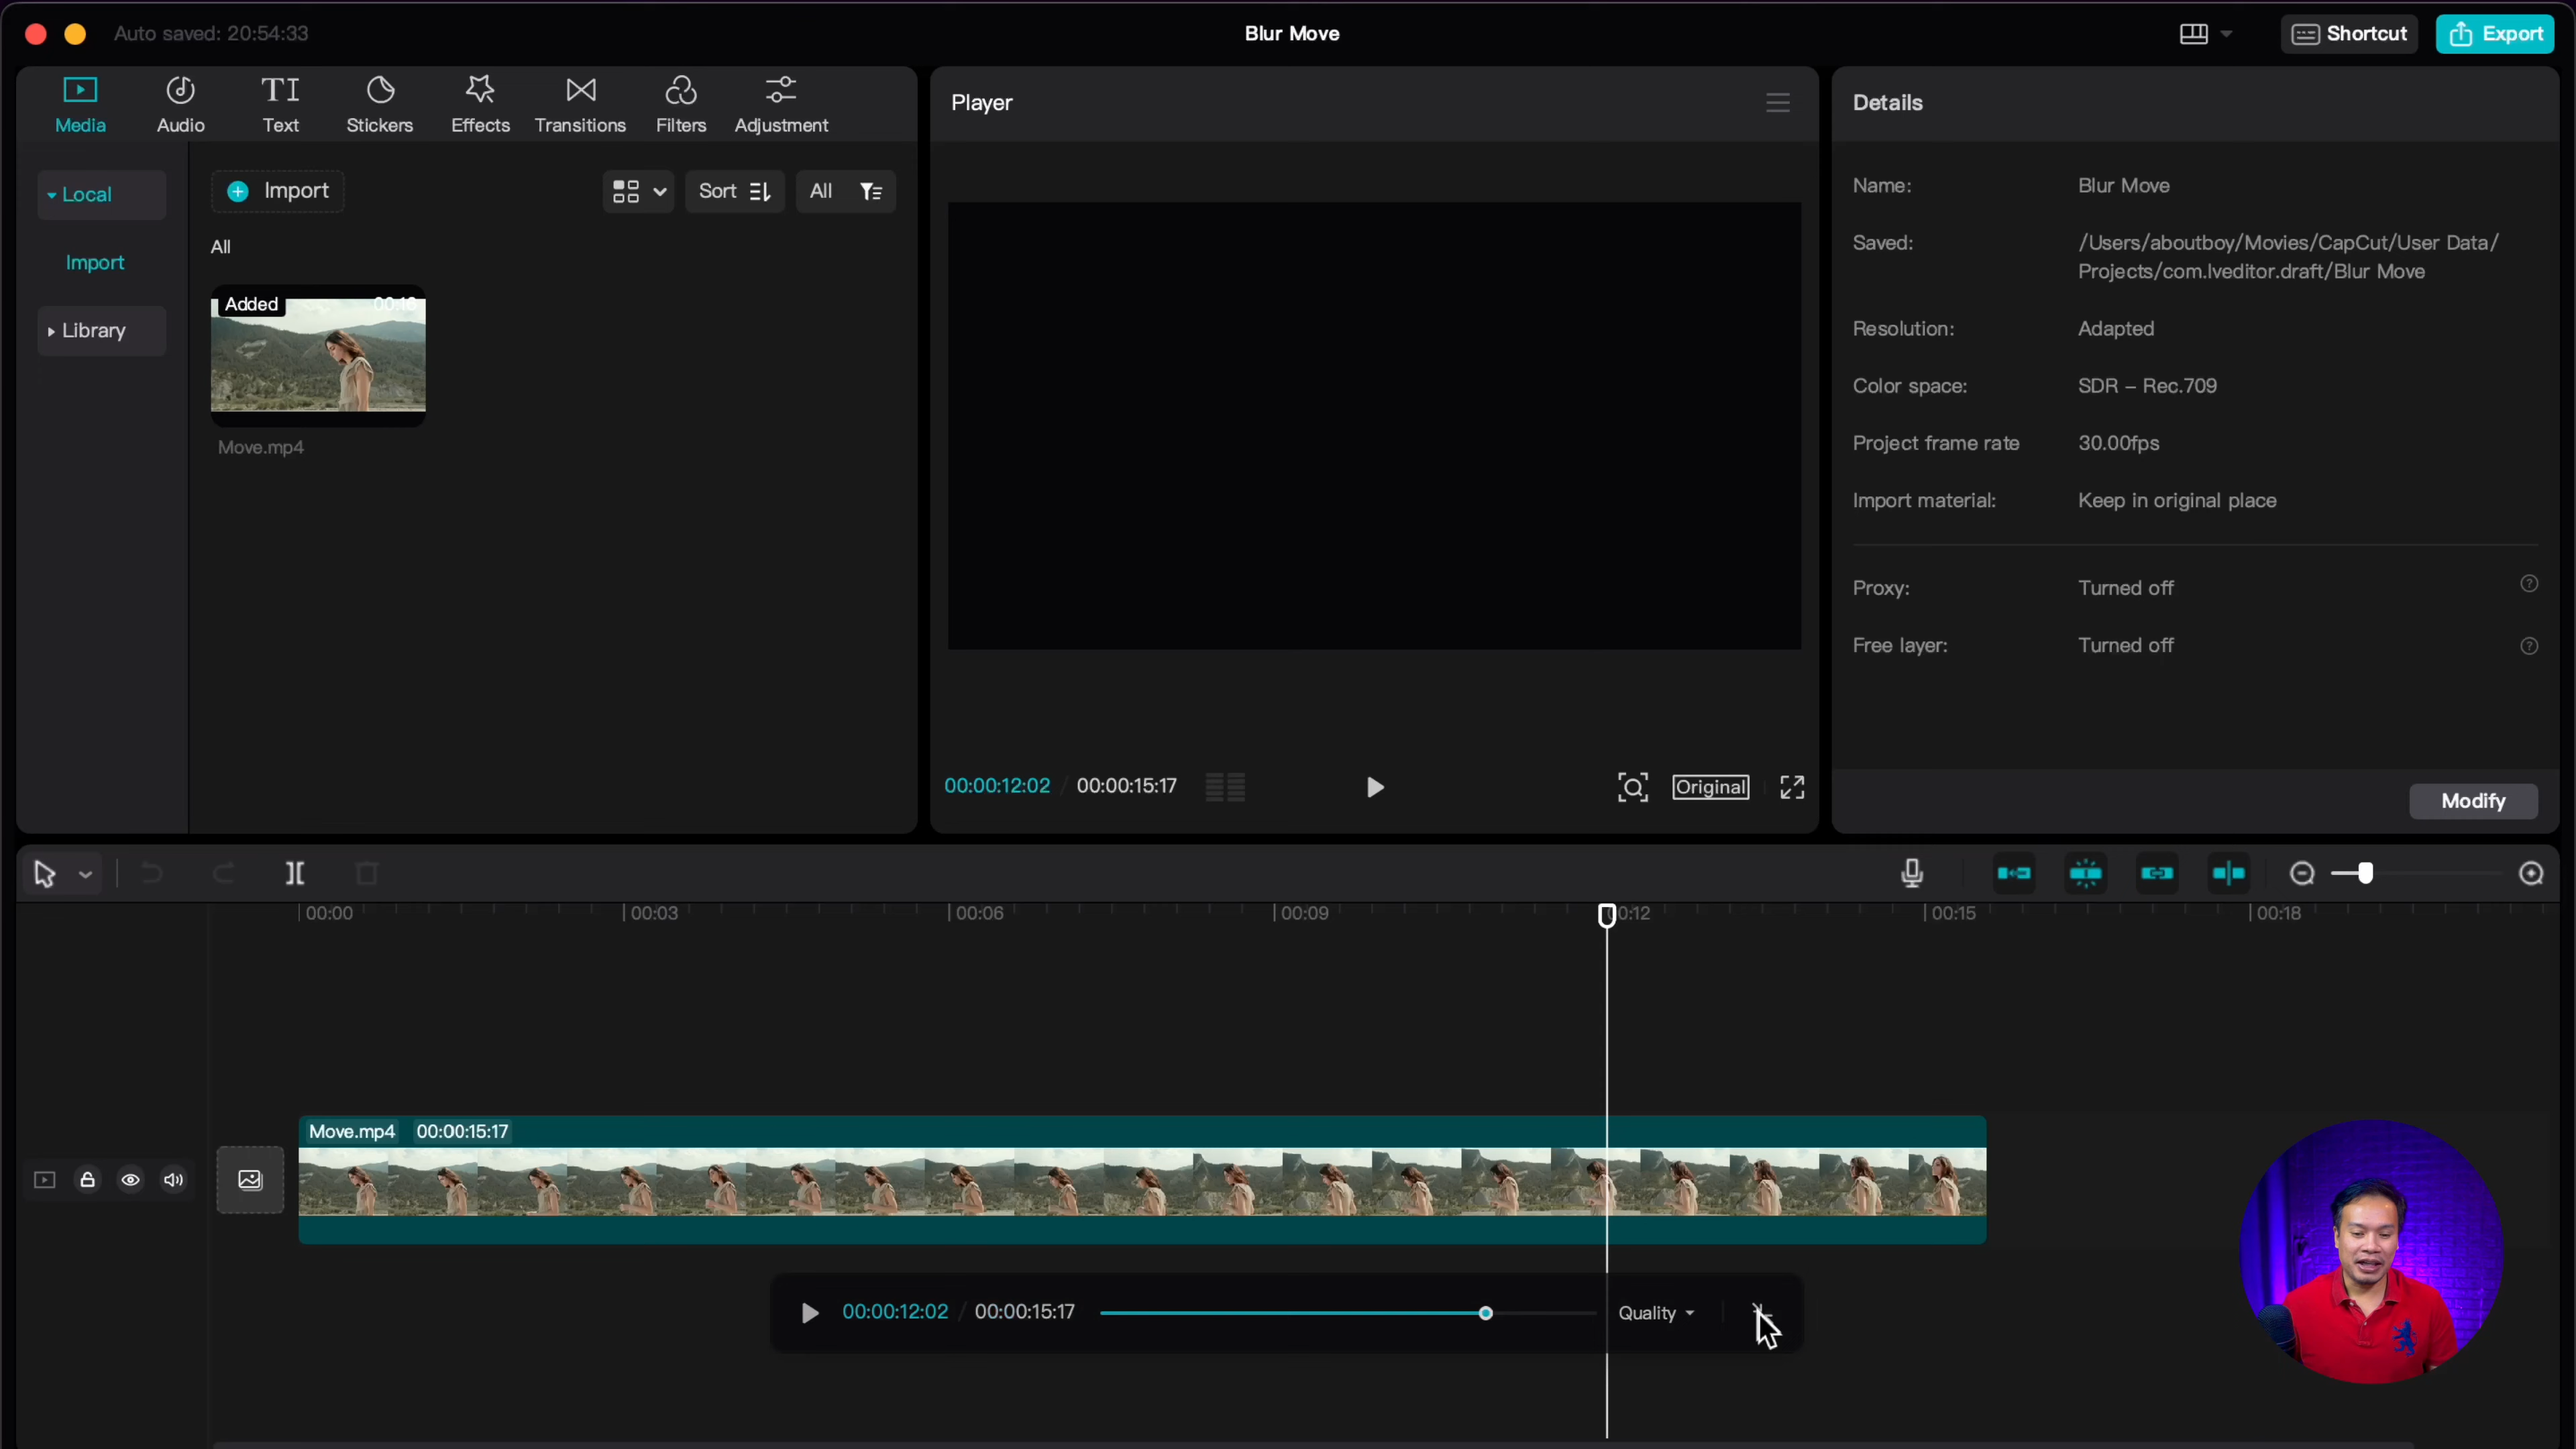 Auto saved: 20:54:33
Blur Move
Shortcut
Export
Media
Audio
Text
Stickers
Effects
Transitions
Filters
Adjustment
Local
Import
Library
Import
Sort
All
All
Added
Move.mp4
Player
00:00:12:02 / 00:00:15:17
Original
Details
Name: Blur Move
Saved: /Users/aboutboy/Movies/CapCut/User Data/
Projects/com.lveditor.draft/Blur Move
Resolution: Adapted
Color space: SDR – Rec.709
Project frame rate 30.00fps
Import material: Keep in original place
Proxy: Turned off
Free layer: Turned off
Modify
00:00 00:03 00:06 00:09 0:12 00:15 00:18
Move.mp4 00:00:15:17
00:00:12:02 / 00:00:15:17
Quality